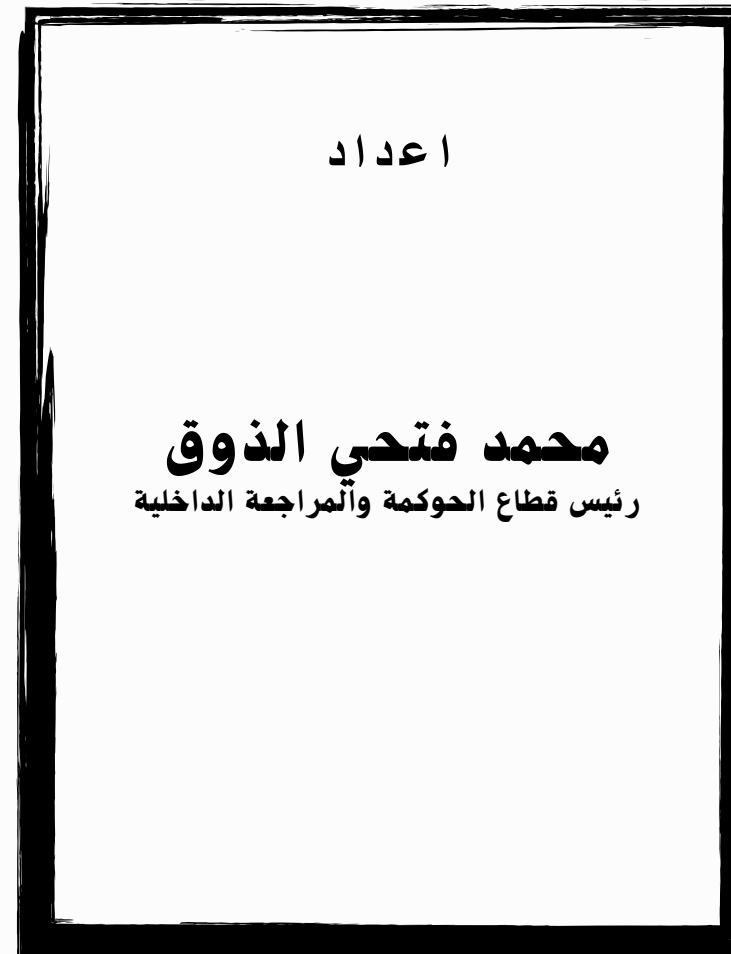 اعداد
محمد فتحي الذوق
رئيس قطاع الحوكمة والمراجعة الداخلية